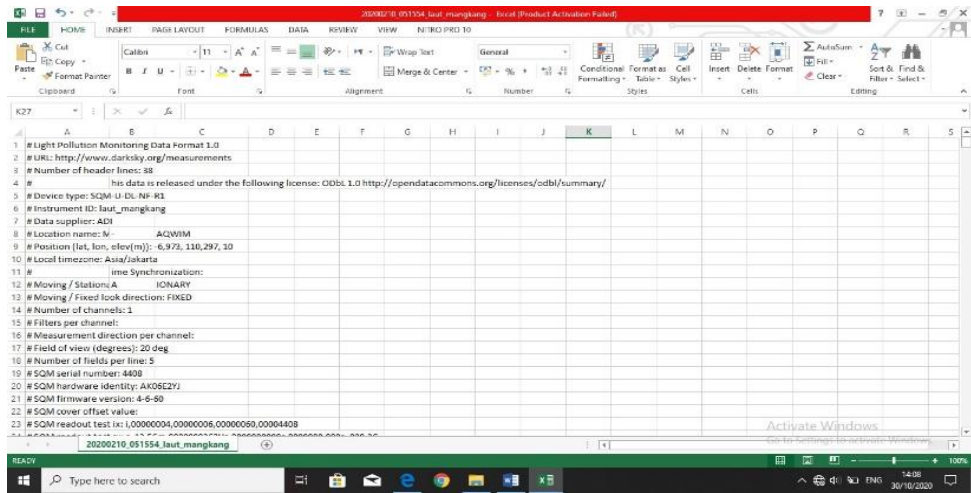 20200210_051554_laut_mangkang - Excel (Product Activation Failed)
FILE HOME INSERT PAGE LAYOUT FORMULAS DATA REVIEW VIEW NITRO PRO 10
Cut
Copy
Format Painter
Paste
Calibri 11
Wrap Text
Merge & Center
General
Conditional Formatting
Format as Table
Cell Styles
Insert Delete Format
AutoSum
Fill
Clear
Sort & Filter
Find & Select
Clipboard Font Alignment Number Styles Cells Editing
K27
A B C D E F G H I J K L M N O P Q R S
1 # Light Pollution Monitoring Data Format 1.0
2 # URL: http://www.darksky.org/measurements
3 # Number of header lines: 38
4 # his data is released under the following license: ODbL 1.0 http://opendatacommons.org/licenses/odbl/summary/
5 # Device type: SQM-U-DL-NF-R1
6 # Instrument ID: laut_mangkang
7 # Data supplier: ADI
8 # Location name: M - AQWIM
9 # Position (lat, lon, elev(m)): -6,973, 110,297, 10
10 # Local timezone: Asia/Jakarta
11 # ime Synchronization:
12 # Moving / Stationa A IONARY
13 # Moving / Fixed look direction: FIXED
14 # Number of channels: 1
15 # Filters per channel:
16 # Measurement direction per channel:
17 # Field of view (degrees): 20 deg
18 # Number of fields per line: 5
19 # SQM serial number: 4408
20 # SQM hardware identity: AK06E2YJ
21 # SQM firmware version: 4-6-60
22 # SQM cover offset value:
23 # SQM readout test ix: i,00000004,00000006,00000060,00004408
Activate Windows
Go to Settings to activate Windows.
20200210_051554_laut_mangkang
READY
100%
Type here to search
ENG
14:08
30/10/2020